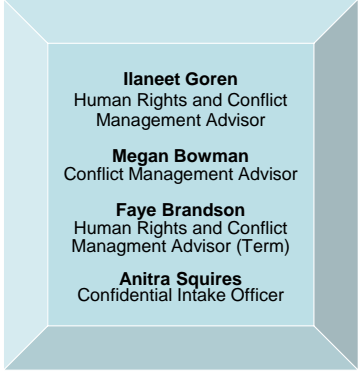 Ilaneet Goren
Human Rights and Conflict
Management Advisor
Megan Bowman
Conflict Management Advisor
Faye Brandson
Human Rights and Conflict
Managment Advisor (Term)
Anitra Squires
Confidential Intake Officer